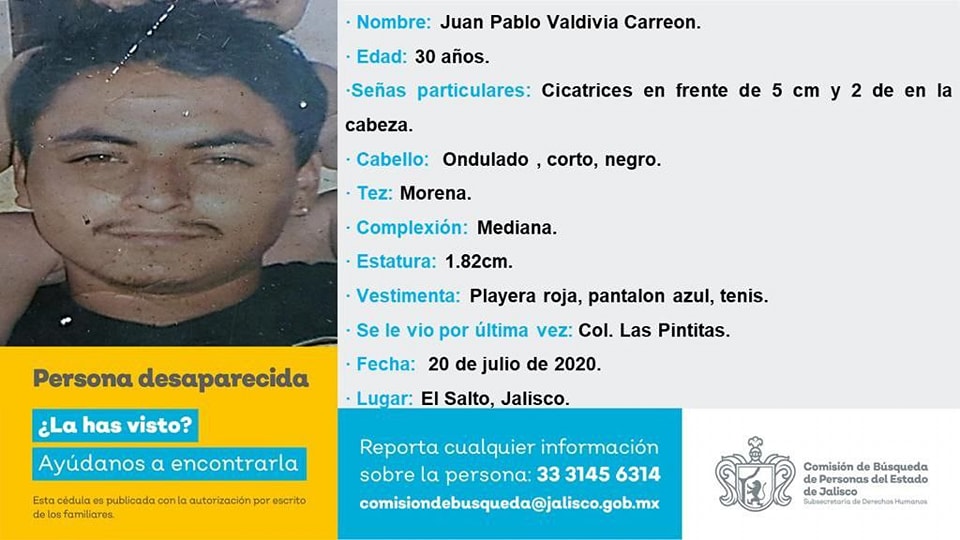 · Nombre: Juan Pablo Valdivia Carreon.
· Edad: 30 años.
·Señas particulares: Cicatrices en frente de 5 cm y 2 de en la
cabeza.
· Cabello: Ondulado , corto, negro.
· Tez: Morena.
· Complexión: Mediana.
· Estatura: 1.82cm.
· Vestimenta: Playera roja, pantalon azul, tenis.
· Se le vio por última vez: Col. Las Pintitas.
· Fecha: 20 de julio de 2020.
· Lugar: El Salto, Jalisco.
Persona desaparecida
¿La has visto?
Ayúdanos a encontrarla
Esta cédula es publicada con la autorización por escrito
de los familiares.
Reporta cualquier información
sobre la persona: 33 3145 6314
comisiondebusqueda@jalisco.gob.mx
Comisión de Búsqueda
de Personas del Estado
de Jalisco
Subsecretaría de Derechos Humanos